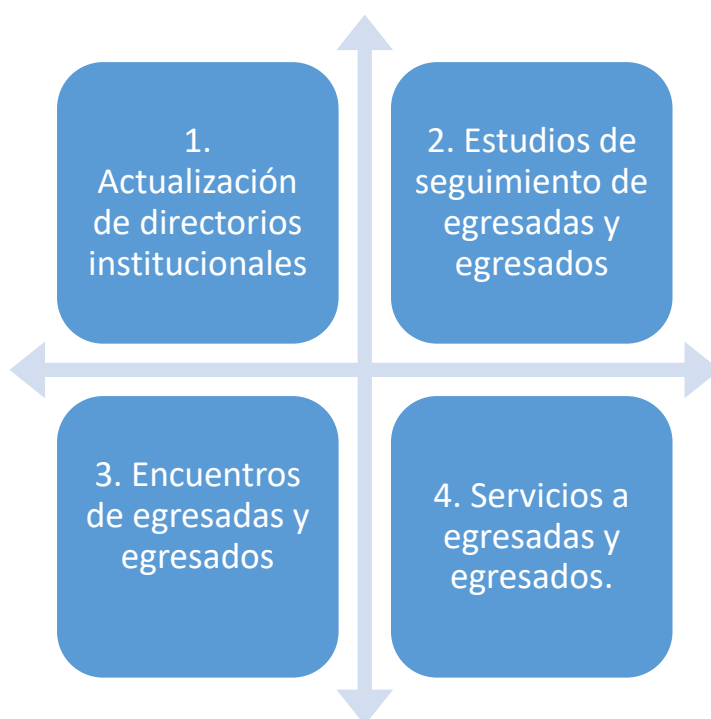 1.
Actualización
de directorios
institucionales
2. Estudios de
seguimiento de
egresadas y
egresados
3. Encuentros
de egresadas y
egresados
4. Servicios a
egresadas y
egresados.